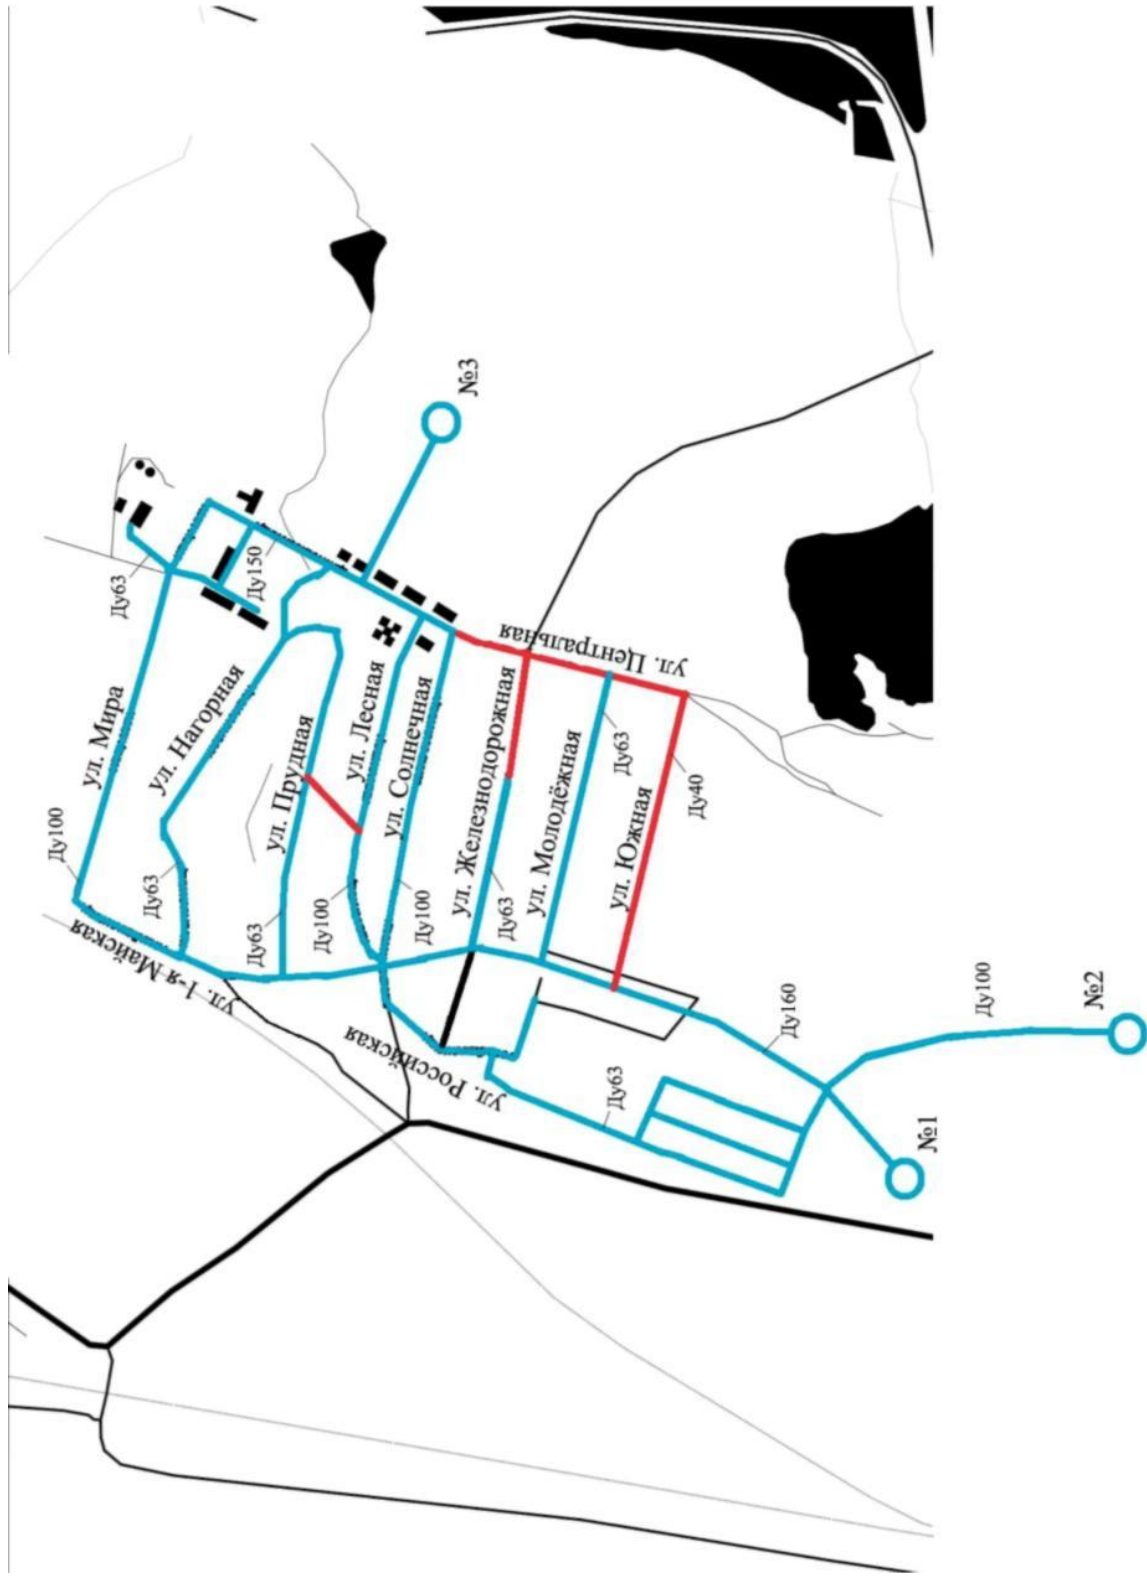 №3
Ду63
Ду150
ул. Центральная
ул. Мира
ул. Нагорная
ул. Лесная
ул. Прудная
ул. Солнечная
ул. Железнодорожная
ул. Молодёжная
Ду63
Ду40
ул. Южная
Ду100
Ду63
Ду63
Ду100
Ду100
Ду63
ул. 1-я Майская
ул. Российская
Ду160
Ду100
№2
Ду63
№1